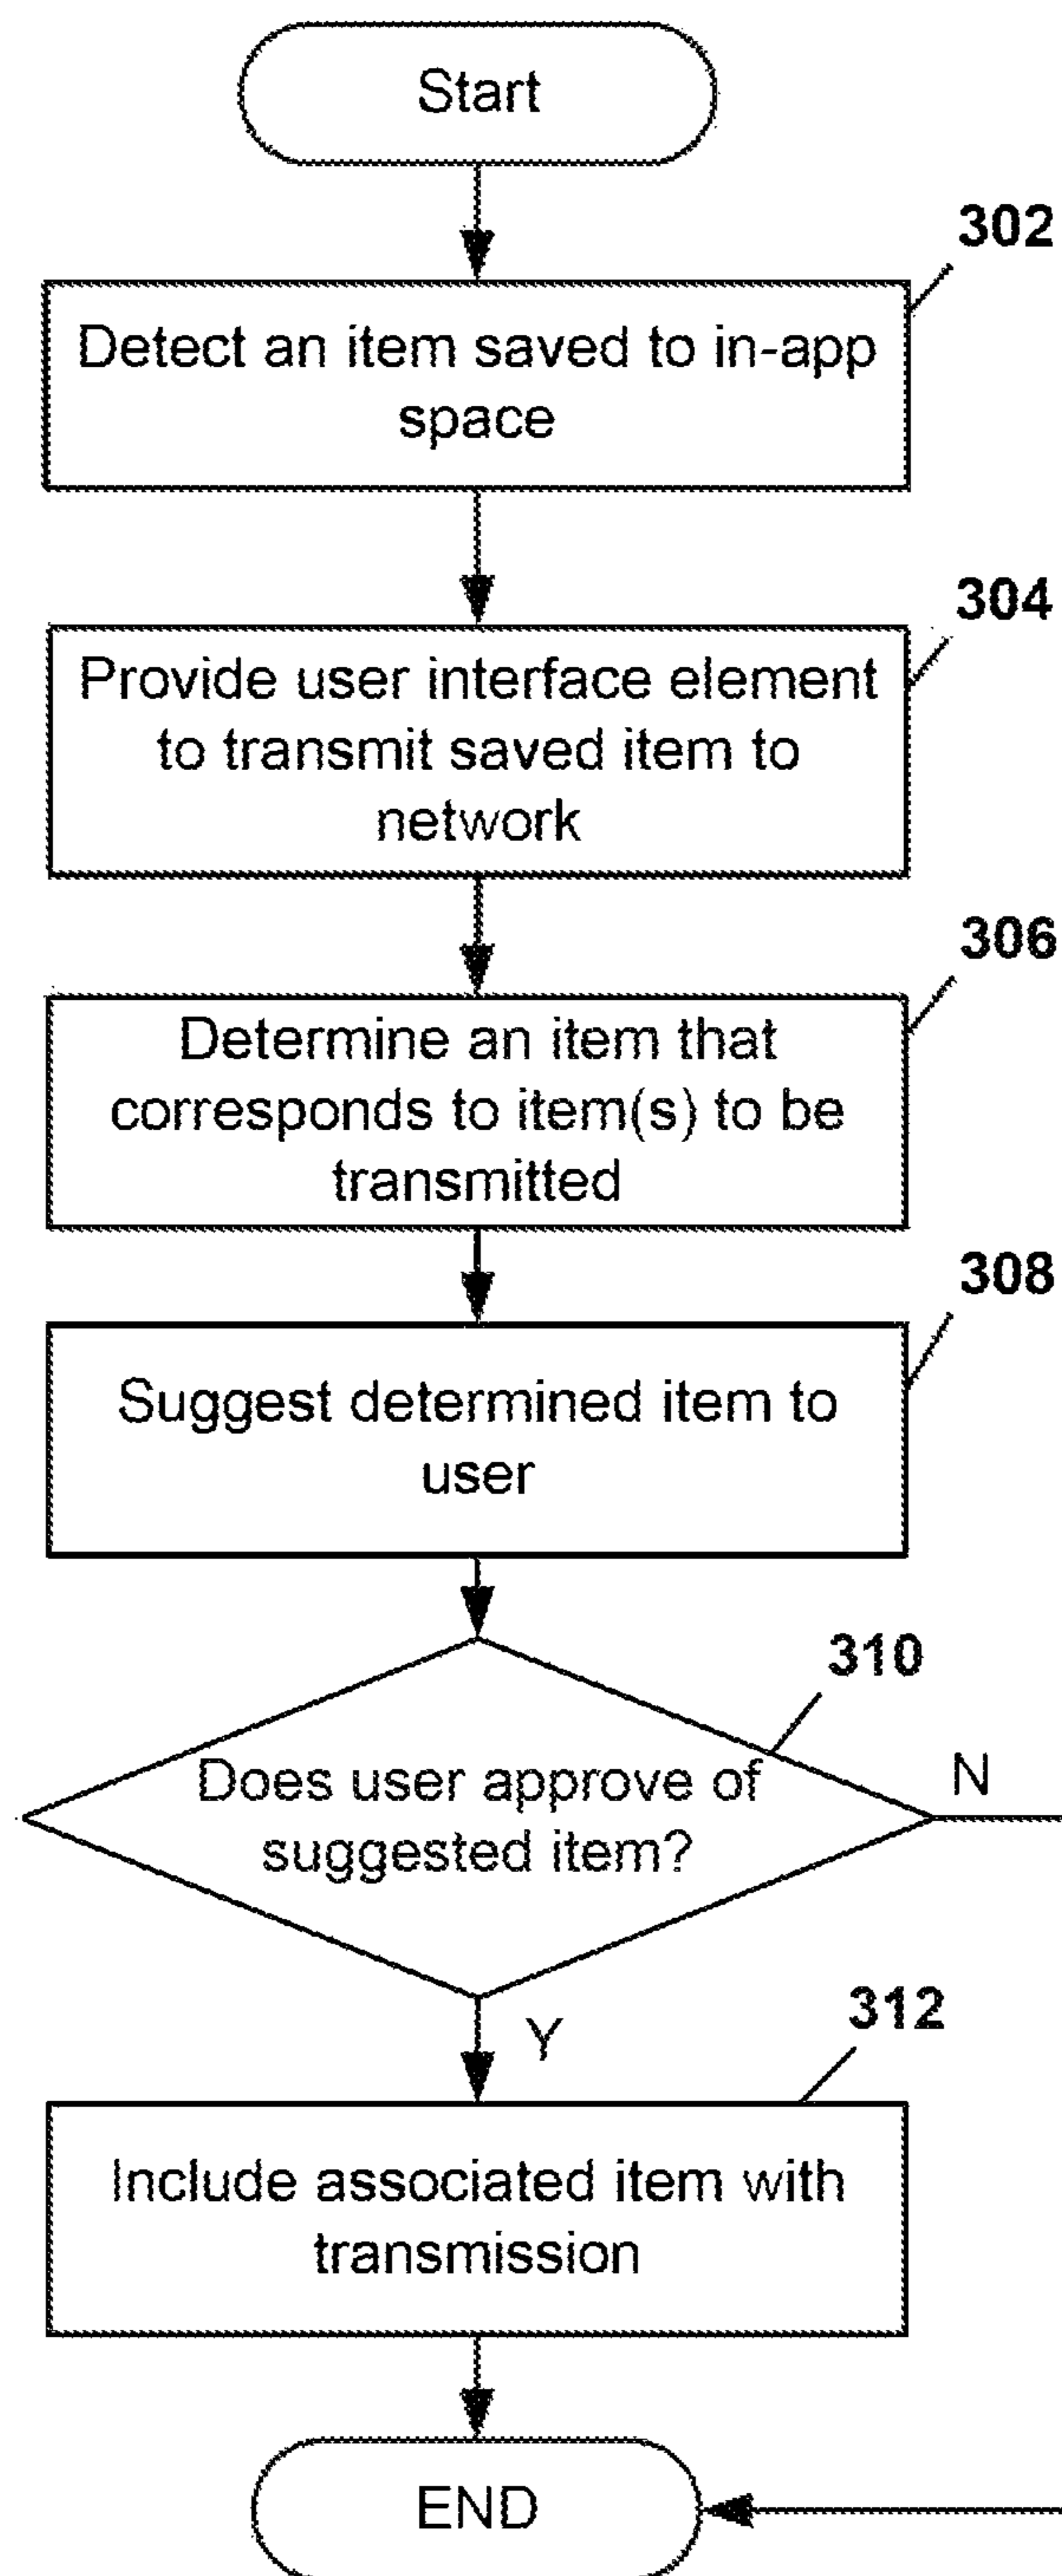 Start
302
Detect an item saved to in-app
space
304
Provide user interface element
to transmit saved item to
network
306
Determine an item that
corresponds to item(s) to be
transmitted
308
Suggest determined item to
user
310
Does user approve of
suggested item?
N
Y
312
Include associated item with
transmission
END